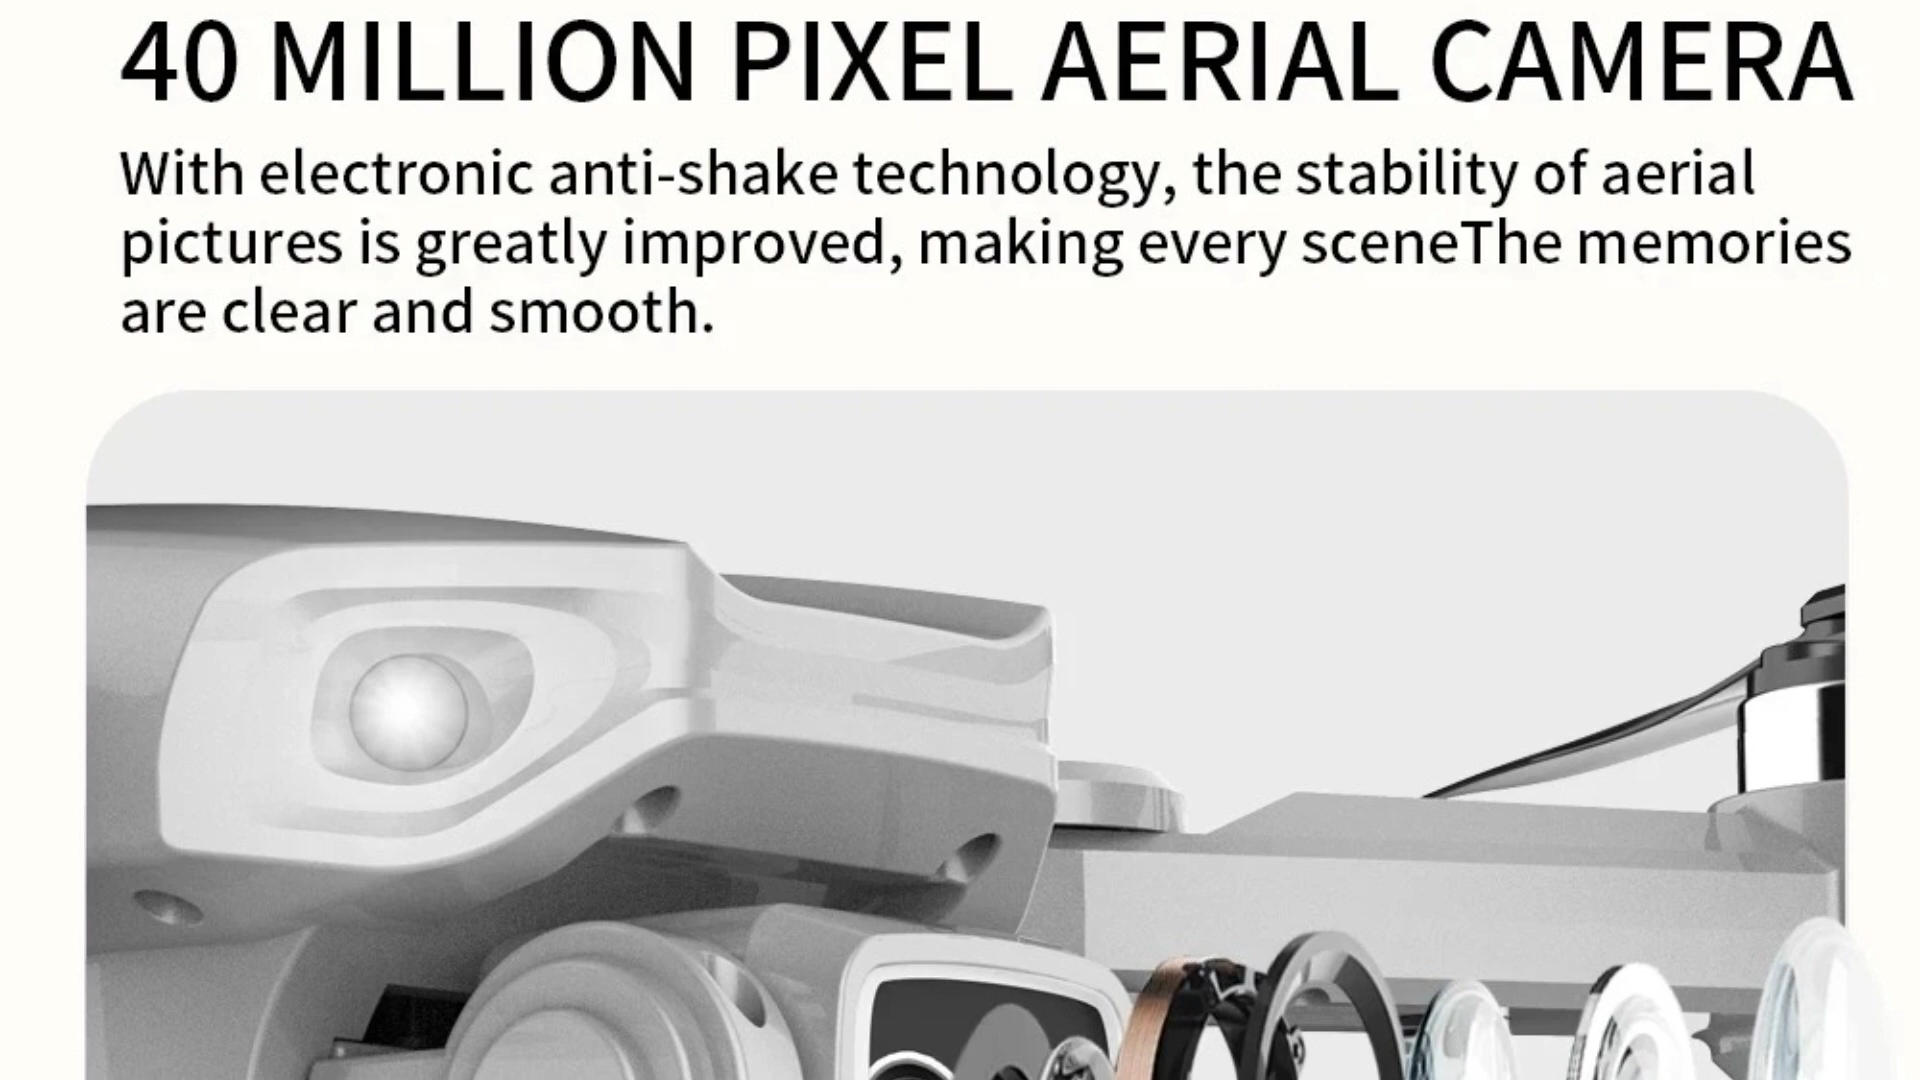 40 MILLION PIXEL AERIAL CAMERA
With electronic anti-shake technology, the stability of aerial
pictures is greatly improved, making every sceneThe memories
are clear and smooth.